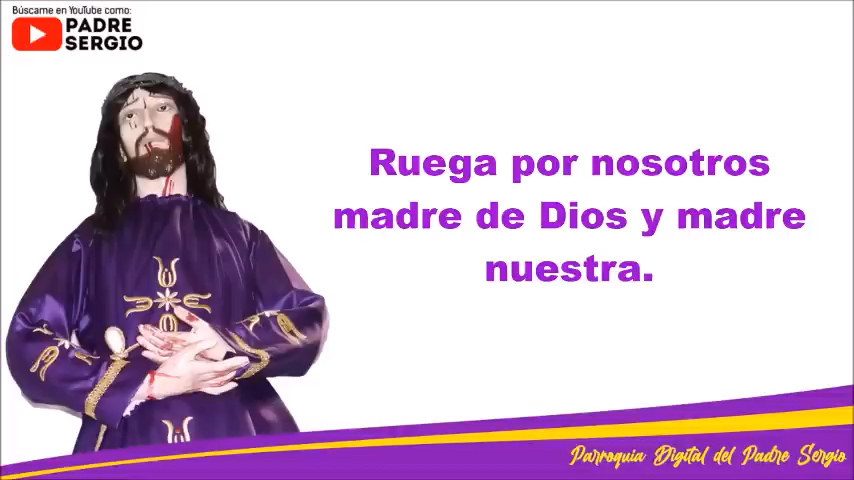 Búscame en YouTube como:
PADRE
SERGIO
Ruega por nosotros
madre de Dios y madre
nuestra.
Parroquia Digital del Padre Sergio